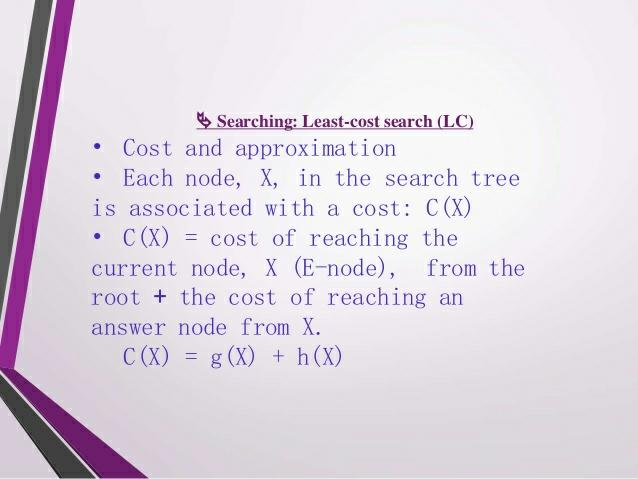 ↳ Searching: Least-cost search (LC)
• Cost and approximation
• Each node, X, in the search tree
is associated with a cost: C(X)
• C(X) = cost of reaching the
current node, X (E-node), from the
root + the cost of reaching an
answer node from X.
C(X) = g(X) + h(X)